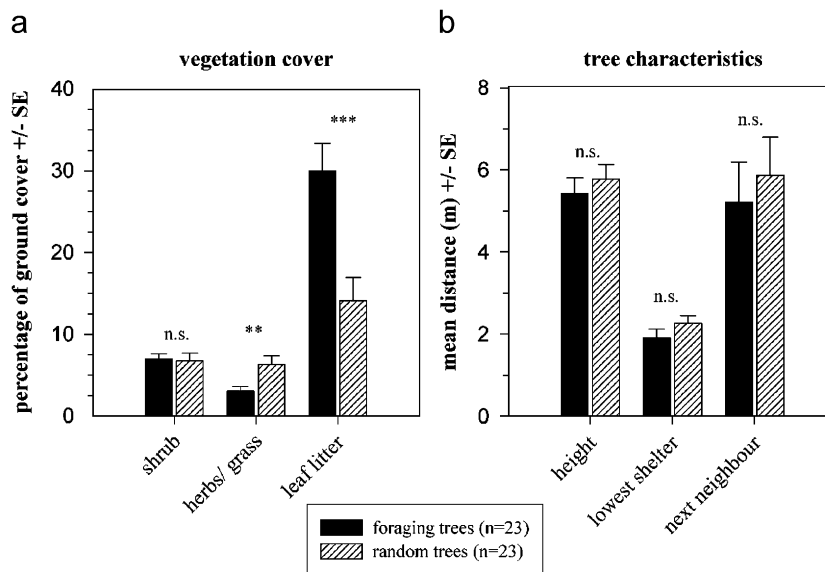 a
vegetation cover
percentage of ground cover +/- SE
40
30
20
10
0
n.s.
**
***
shrub
herbs/ grass
leaf litter
b
tree characteristics
mean distance (m) +/- SE
8
6
4
2
0
n.s.
n.s.
n.s.
height
lowest shelter
next neighbour
foraging trees (n=23)
random trees (n=23)